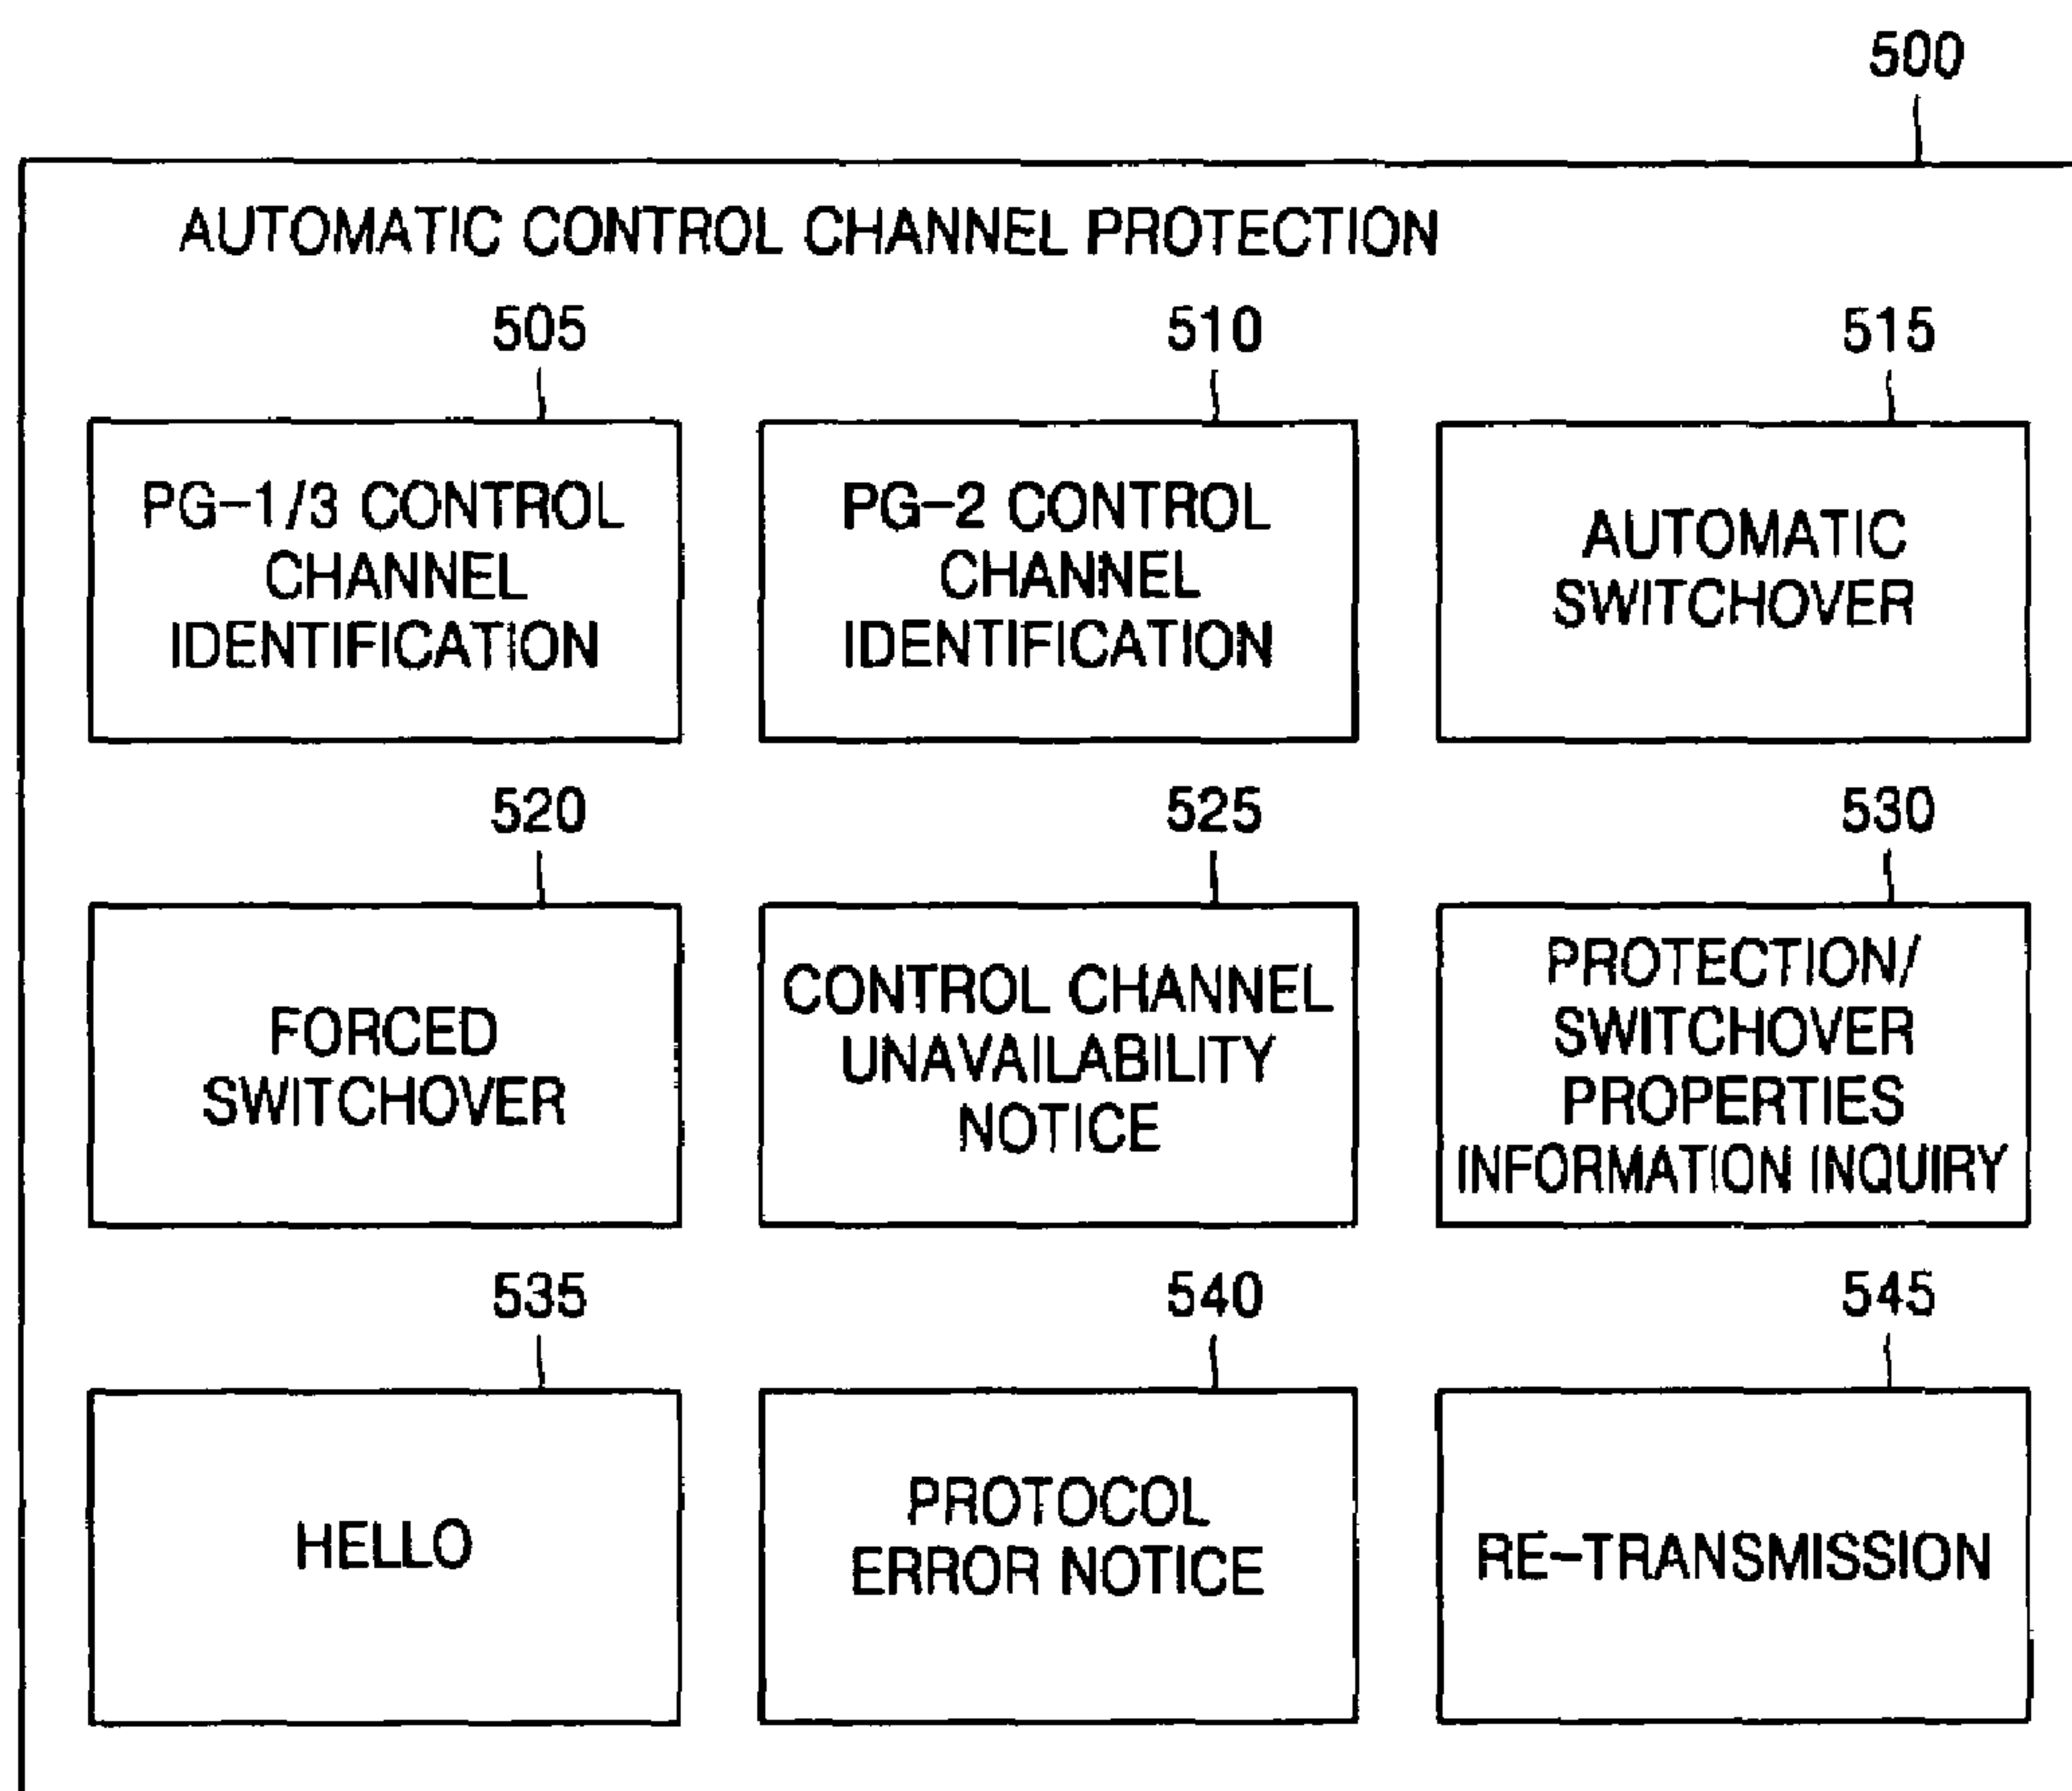 500
AUTOMATIC CONTROL CHANNEL PROTECTION
505
510
515
PG-1/3 CONTROL
CHANNEL
IDENTIFICATION
PG-2 CONTROL
CHANNEL
IDENTIFICATION
AUTOMATIC
SWITCHOVER
520
525
530
FORCED
SWITCHOVER
CONTROL CHANNEL
UNAVAILABILITY
NOTICE
PROTECTION/
SWITCHOVER
PROPERTIES
INFORMATION INQUIRY
535
540
545
HELLO
PROTOCOL
ERROR NOTICE
RE-TRANSMISSION